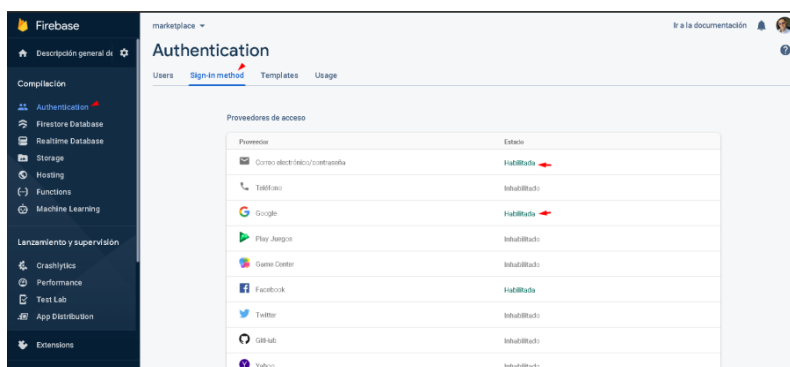 Firebase
marketplace
Ir a la documentación
Descripción general de
Authentication
Users Sign-in method Templates Usage
Compilación
Authentication
Firestore Database
Realtime Database
Storage
Hosting
Functions
Machine Learning
Lanzamiento y supervisión
Crashlytics
Performance
Test Lab
App Distribution
Extensions
Proveedores de acceso
Proveedor Estado
Correo electrónico/contraseña Habilitada
Teléfono Inhabilitado
Google Habilitada
Play Juegos Inhabilitado
Game Center Inhabilitado
Facebook Habilitada
Twitter Inhabilitado
GitHub Inhabilitado
Yahoo Inhabilitado